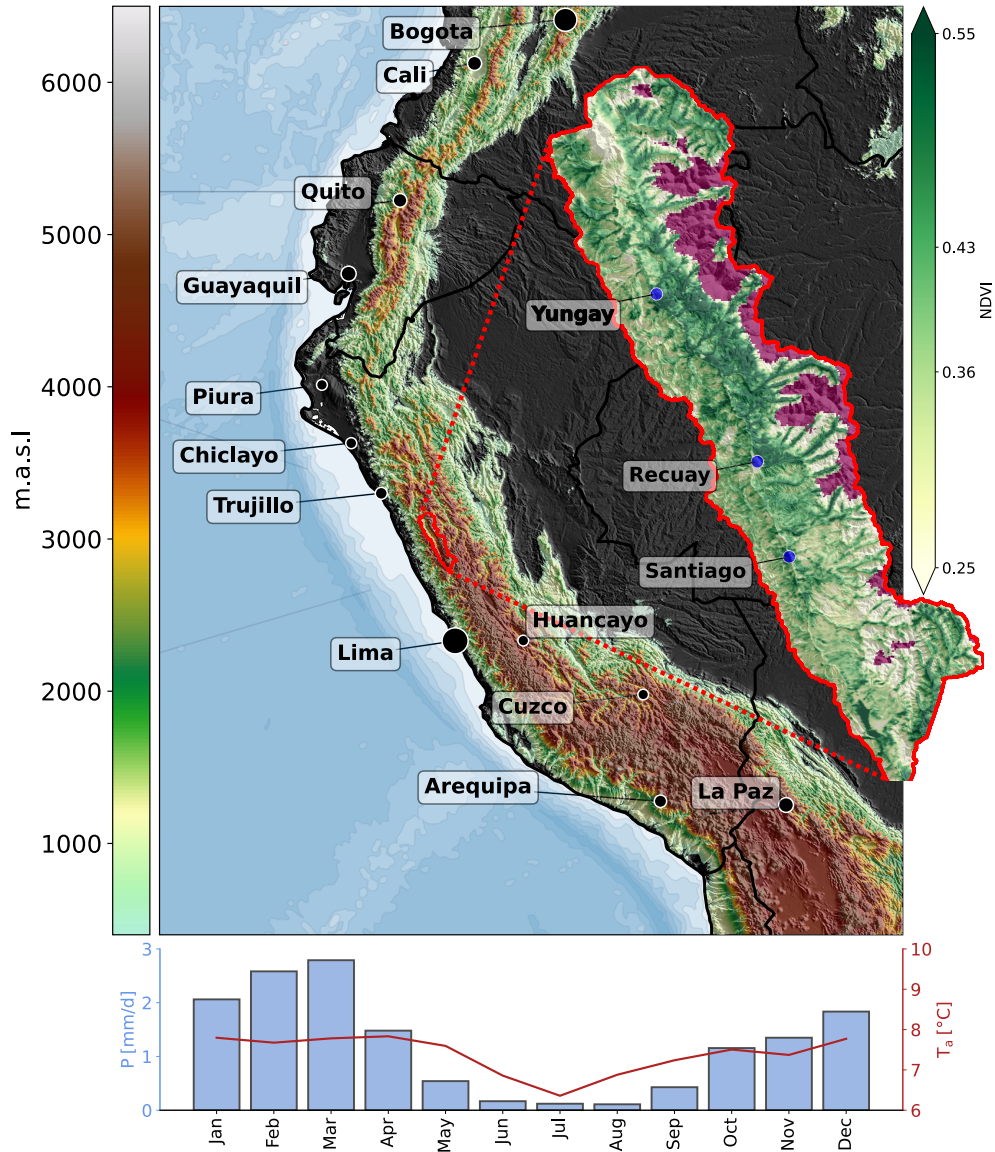 6000
5000
4000
3000
2000
1000
m.a.s.l
Bogota
Cali
Quito
Guayaquil
Piura
Chiclayo
Trujillo
Lima
Huancayo
Cuzco
Arequipa
La Paz
Yungay
Recuay
Santiago
0.55
0.43
0.36
0.25
NDVI
3
2
1
0
P [mm/d]
10
9
8
7
6
Ta [°C]
Jan
Feb
Mar
Apr
May
Jun
Jul
Aug
Sep
Oct
Nov
Dec